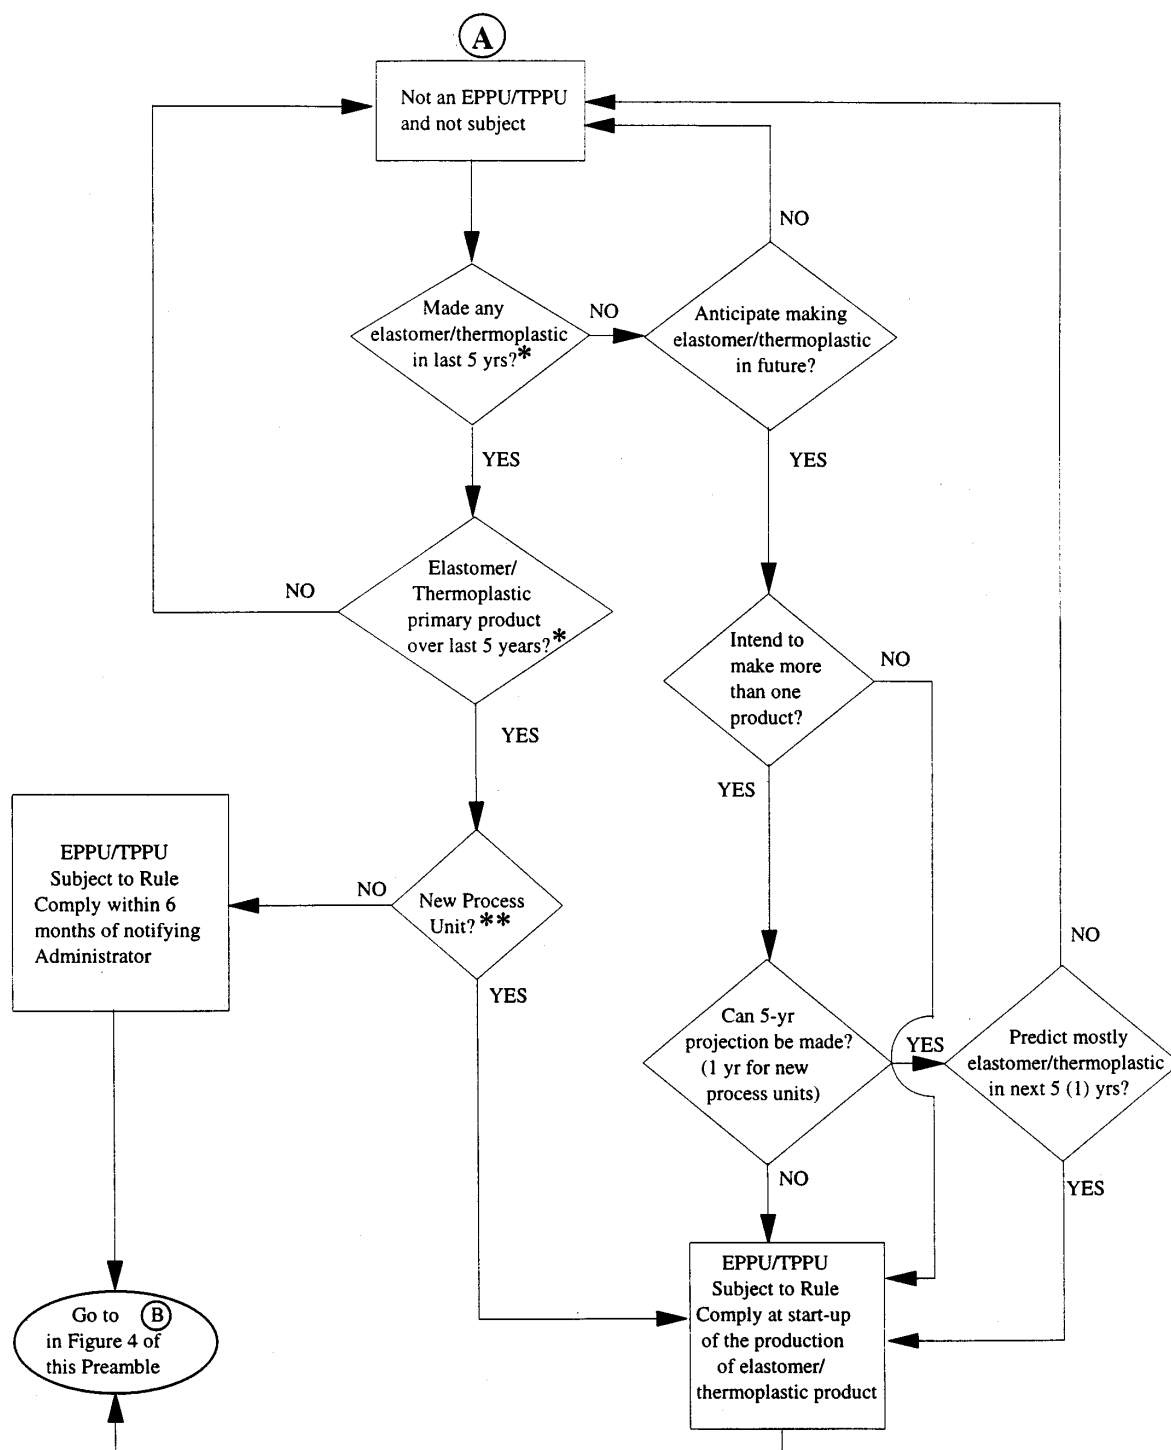 A
Not an EPPU/TPPU
and not subject
NO
Made any
elastomer/thermoplastic
in last 5 yrs?*
NO
Anticipate making
elastomer/thermoplastic
in future?
YES
YES
Elastomer/
Thermoplastic
primary product
over last 5 years?*
NO
Intend to
make more
than one
product?
NO
YES
YES
EPPU/TPPU
Subject to Rule
Comply within 6
months of notifying
Administrator
NO
New Process
Unit?**
YES
NO
Can 5-yr
projection be made?
(1 yr for new
process units)
YES
Predict mostly
elastomer/thermoplastic
in next 5 (1) yrs?
NO
YES
EPPU/TPPU
Subject to Rule
Comply at start-up
of the production
of elastomer/
thermoplastic product
Go to B
in Figure 4 of
this Preamble